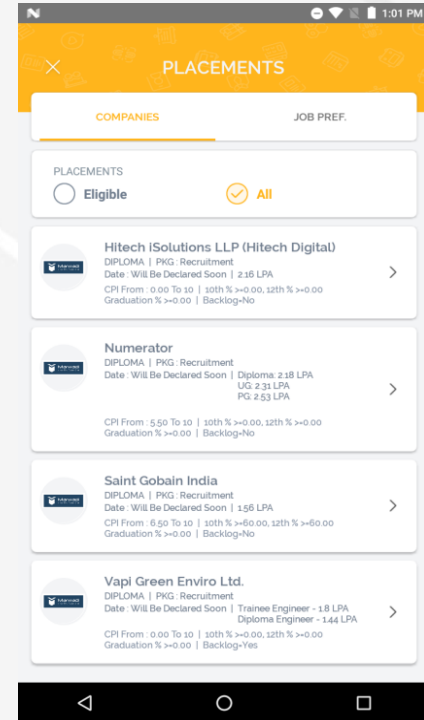 1:01 PM
PLACEMENTS
COMPANIES JOB PREF.
PLACEMENTS
Eligible All
Hitech iSolutions LLP (Hitech Digital)
DIPLOMA | PKG : Recruitment
Date : Will Be Declared Soon | 2.16 LPA
CPI From : 0.00 To 10 | 10th % >=0.00, 12th % >=0.00
Graduation % >=0.00 | Backlog=No
Numerator
DIPLOMA | PKG : Recruitment
Date : Will Be Declared Soon | Diploma: 2.18 LPA
UG: 2.31 LPA
PG: 2.53 LPA
CPI From : 5.50 To 10 | 10th % >=0.00, 12th % >=0.00
Graduation % >=0.00 | Backlog=No
Saint Gobain India
DIPLOMA | PKG : Recruitment
Date : Will Be Declared Soon | 1.56 LPA
CPI From : 6.50 To 10 | 10th % >=60.00, 12th % >=60.00
Graduation % >=0.00 | Backlog=No
Vapi Green Enviro Ltd.
DIPLOMA | PKG : Recruitment
Date : Will Be Declared Soon | Trainee Engineer - 1.8 LPA
Diploma Engineer - 1.44 LPA
CPI From : 0.00 To 10 | 10th % >=0.00, 12th % >=0.00
Graduation % >=0.00 | Backlog=Yes